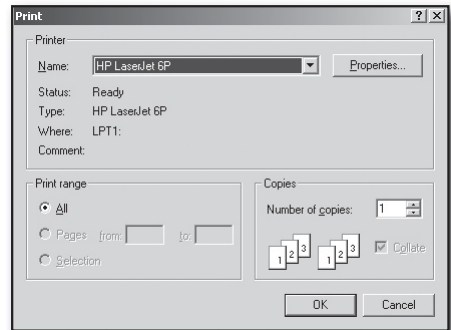 Print ? X
Printer
Name: HP LaserJet 6P Properties...
Status: Ready
Type: HP LaserJet 6P
Where: LPT1:
Comment:
Print range
All
Pages from: to:
Selection
Copies
Number of copies: 1
1 2 3 1 2 3 Collate
OK Cancel